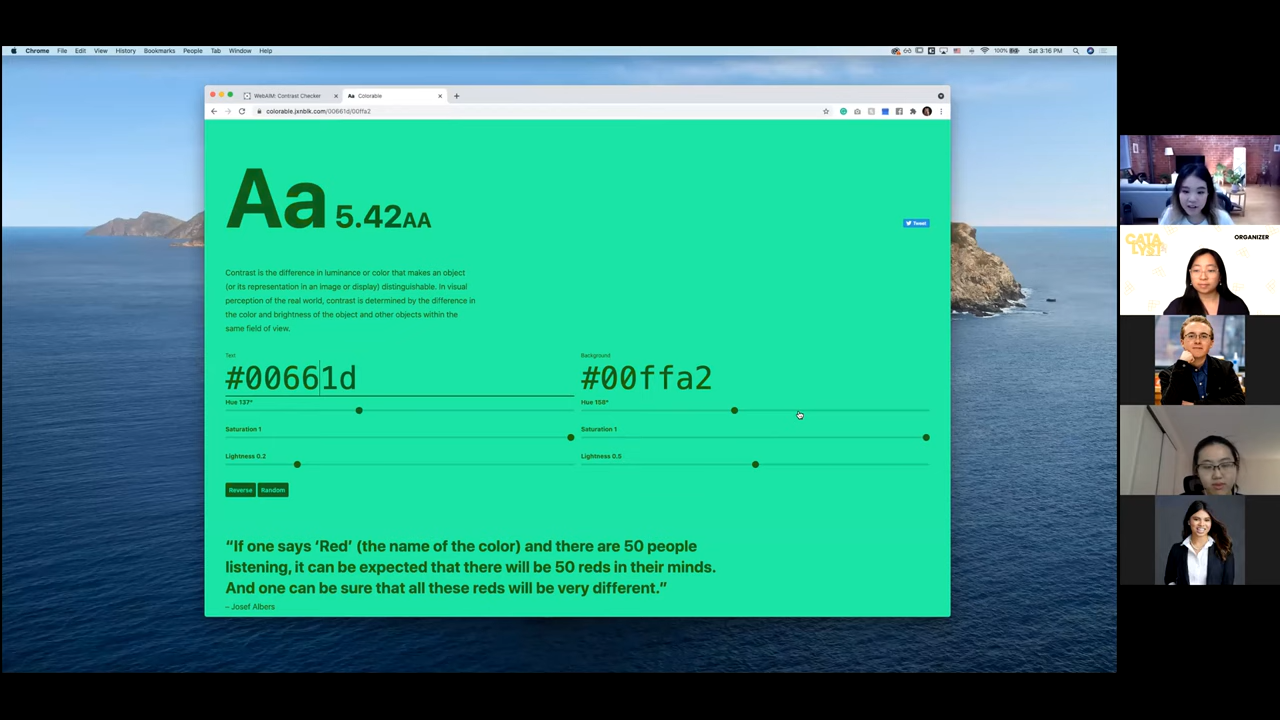 Chrome File Edit View History Bookmarks People Tab Window Help
100% Sat 3:16 PM
WebAIM: Contrast Checker
Aa Colorable
colorable.jxnblk.com/00661d/00ffa2
Aa 5.42AA
Tweet
Contrast is the difference in luminance or color that makes an object
(or its representation in an image or display) distinguishable. In visual
perception of the real world, contrast is determined by the difference in
the color and brightness of the object and other objects within the
same field of view.
Text
#00661d
Hue 137°
Saturation 1
Lightness 0.2
Background
#00ffa2
Hue 158°
Saturation 1
Lightness 0.5
Reverse Random
“If one says ‘Red’ (the name of the color) and there are 50 people
listening, it can be expected that there will be 50 reds in their minds.
And one can be sure that all these reds will be very different.”
– Josef Albers
CATA
LYST
ORGANIZER